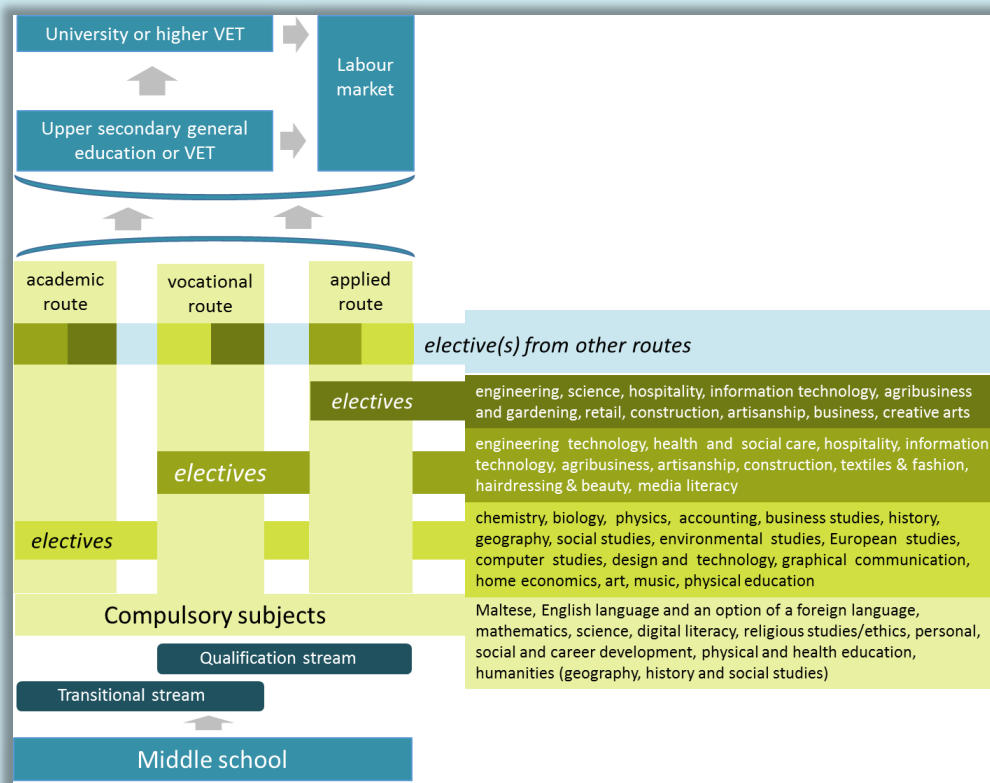 University or higher VET
Labour
market
Upper secondary general
education or VET
academic
route
vocational
route
applied
route
elective(s) from other routes
electives
engineering, science, hospitality, information technology, agribusiness
and gardening, retail, construction, artisanship, business, creative arts
electives
engineering technology, health and social care, hospitality, information
technology, agribusiness, artisanship, construction, textiles & fashion,
hairdressing & beauty, media literacy
electives
chemistry, biology, physics, accounting, business studies, history,
geography, social studies, environmental studies, European studies,
computer studies, design and technology, graphical communication,
home economics, art, music, physical education
Compulsory subjects
Maltese, English language and an option of a foreign language,
mathematics, science, digital literacy, religious studies/ethics, personal,
social and career development, physical and health education,
humanities (geography, history and social studies)
Qualification stream
Transitional stream
Middle school